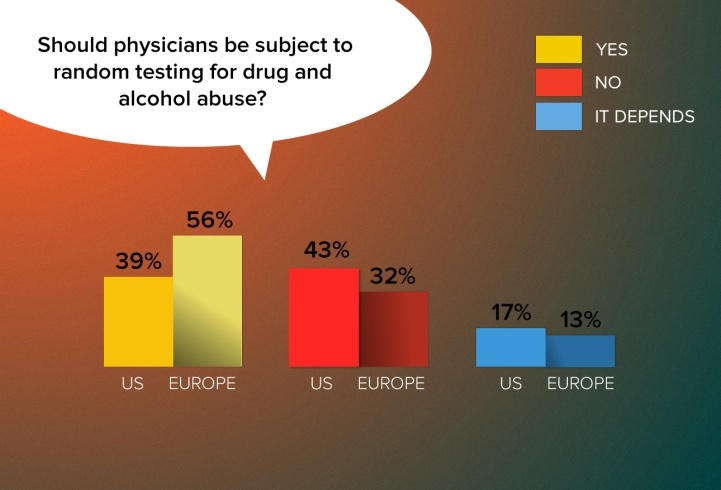 Should physicians be subject to
random testing for drug and
alcohol abuse?
YES
NO
IT DEPENDS
39%
56%
43%
32%
17%
13%
US
EUROPE
US
EUROPE
US
EUROPE